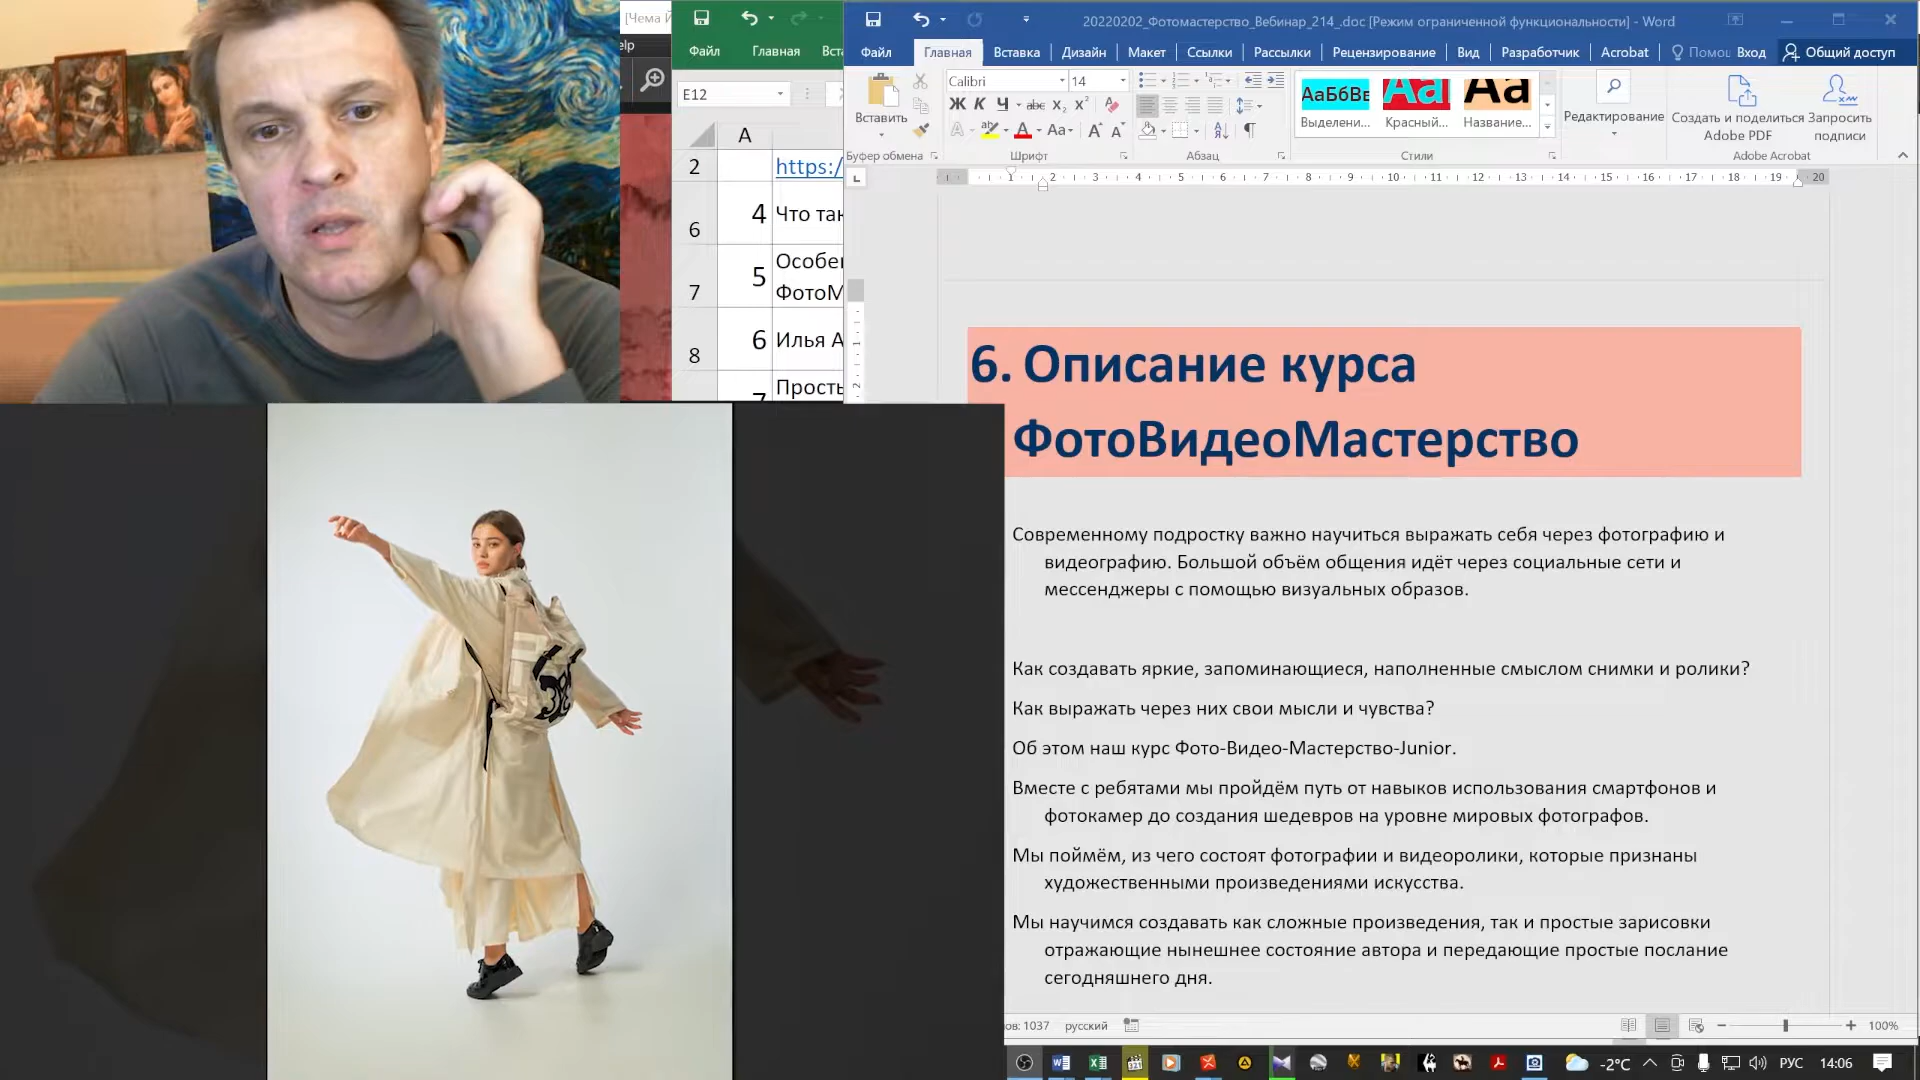 20220202_Фотомастерство_Вебинар_214_.doc [Режим ограниченной функциональности] - Word
Файл Главная
Файл Главная Вставка Дизайн Макет Ссылки Рассылки Рецензирование Вид Разработчик Acrobat Вход Общий доступ
E12
Calibri 14
Вставить
Буфер обмена Шрифт Абзац Стили Adobe Acrobat
Выделени... Красный... Название...
Редактирование
Создать и поделиться Adobe PDF
Запросить подписи
A
2 https:/
6 4 Что
7 5
8 6 Илья А
7
6. Описание курса
ФотоВидеоМастерство
Современному подростку важно научиться выражать себя через фотографию и
видеографию. Большой объём общения идёт через социальные сети и
мессенджеры с помощью визуальных образов.
Как создавать яркие, запоминающиеся, наполненные смыслом снимки и ролики?
Как выражать через них свои мысли и чувства?
Об этом наш курс Фото-Видео-Мастерство-Junior.
Вместе с ребятами мы пройдём путь от навыков использования смартфонов и
фотокамер до создания шедевров на уровне мировых фотографов.
Мы поймём, из чего состоят фотографии и видеоролики, которые признаны
художественными произведениями искусства.
Мы научимся создавать как сложные произведения, так и простые зарисовки
отражающие нынешнее состояние автора и передающие простые послание
сегодняшнего дня.
1037 русский 100%
-2°C РУС 14:06